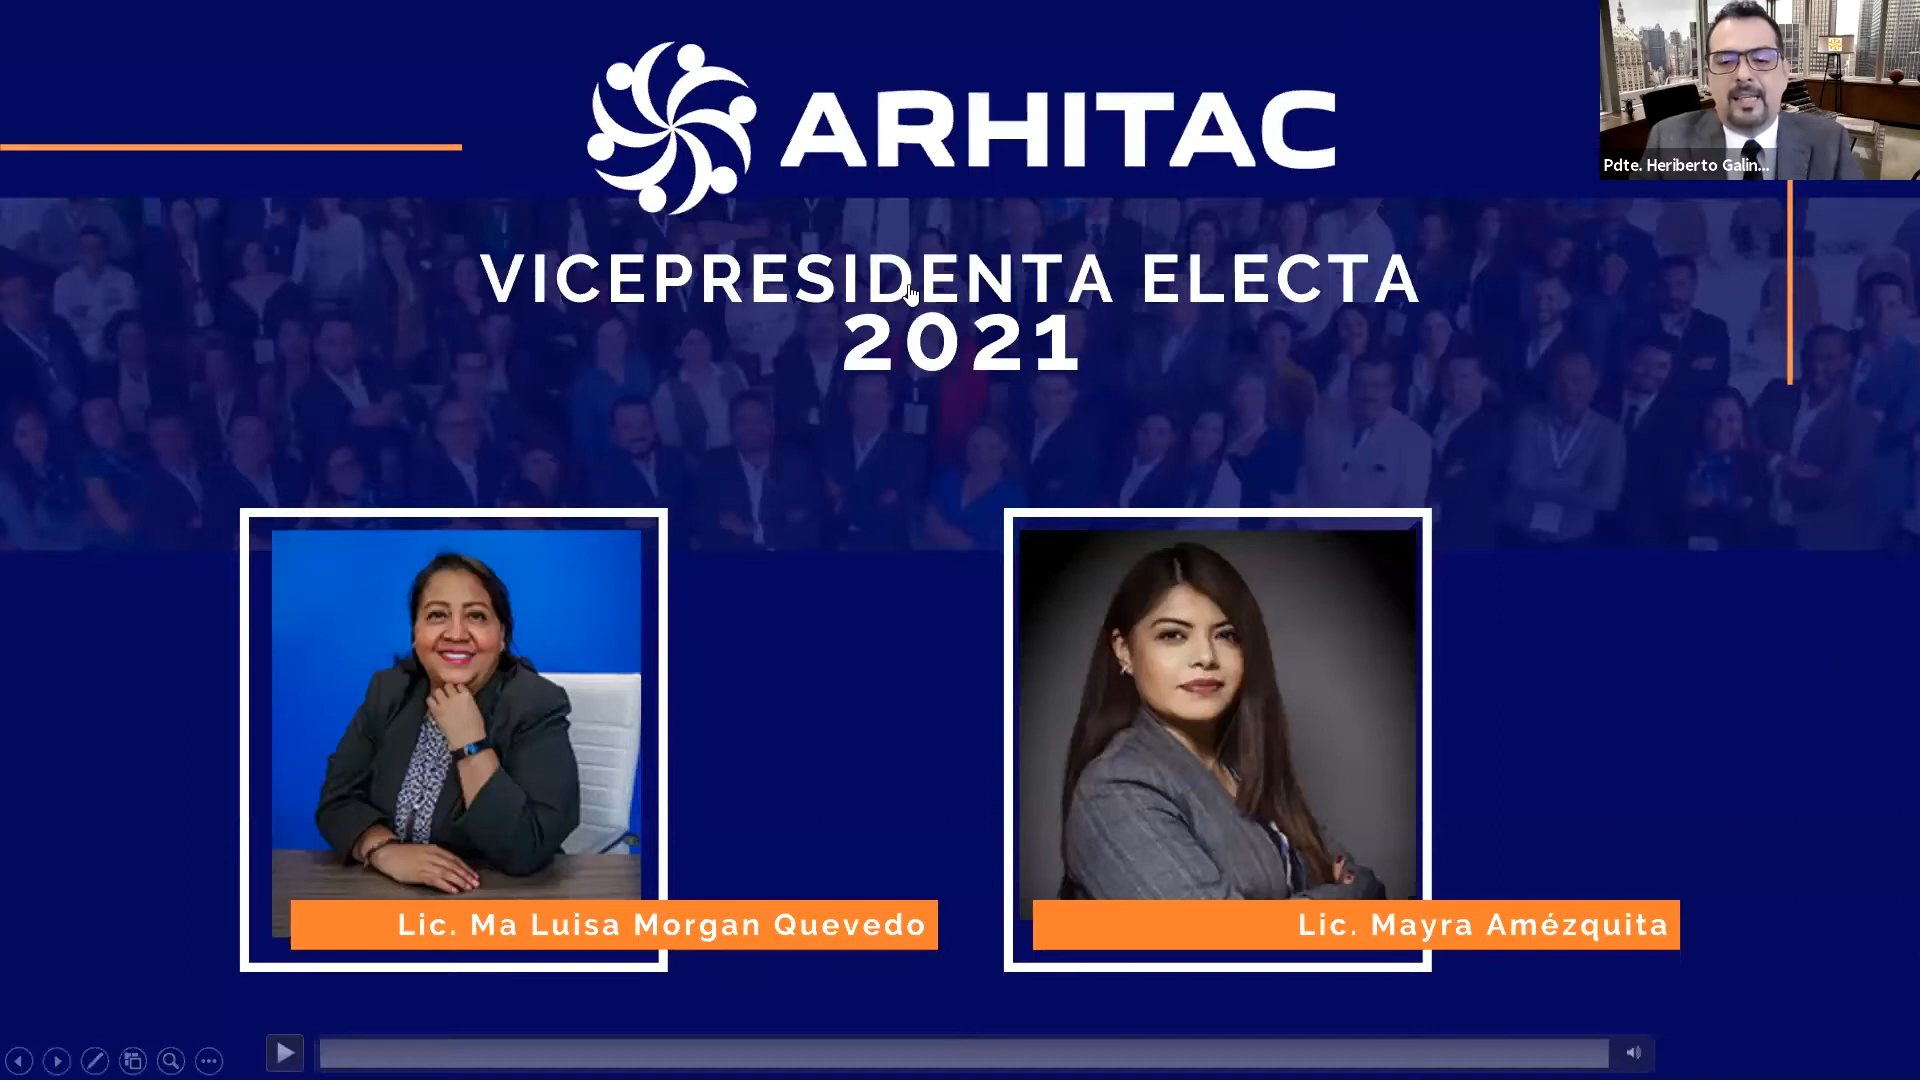 ARHITAC
Pdte. Heriberto Galin...
VICEPRESIDENTA ELECTA
2021
Lic. Ma Luisa Morgan Quevedo
Lic. Mayra Amézquita